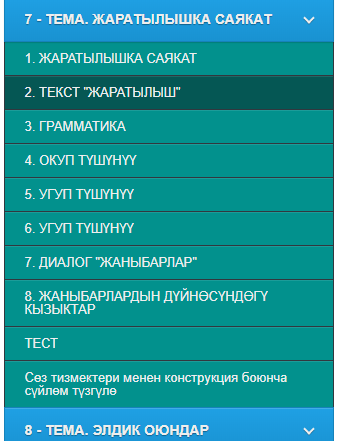 7 - ТЕМА. ЖАРАТЫЛЫШКА САЯКАТ
1. ЖАРАТЫЛЫШКА САЯКАТ
2. ТЕКСТ "ЖАРАТЫЛЫШ"
3. ГРАММАТИКА
4. ОКУП ТҮШҮНҮҮ
5. УГУП ТҮШҮНҮҮ
6. УГУП ТҮШҮНҮҮ
7. ДИАЛОГ "ЖАНЫБАРЛАР"
8. ЖАНЫБАРЛАРДЫН ДҮЙНӨСҮНДӨГҮ
КЫЗЫКТАР
ТЕСТ
Сөз тизмектери менен конструкция боюнча
сүйлөм түзгүлө
8 - ТЕМА. ЭЛДИК ОЮНДАР